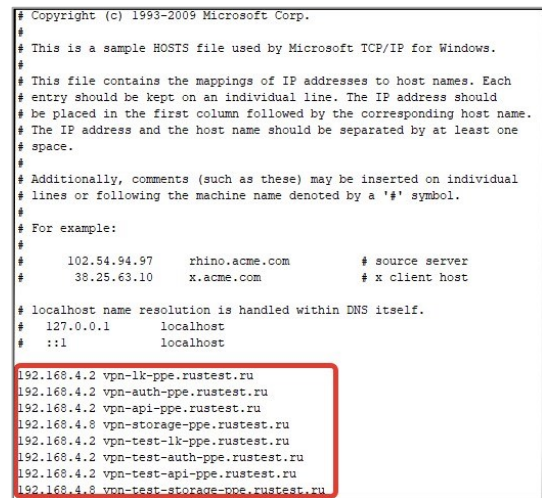 # Copyright (c) 1993-2009 Microsoft Corp.
#
# This is a sample HOSTS file used by Microsoft TCP/IP for Windows.
#
# This file contains the mappings of IP addresses to host names. Each
# entry should be kept on an individual line. The IP address should
# be placed in the first column followed by the corresponding host name.
# The IP address and the host name should be separated by at least one
# space.
#
# Additionally, comments (such as these) may be inserted on individual
# lines or following the machine name denoted by a '#' symbol.
#
# For example:
#
#      102.54.94.97     rhino.acme.com          # source server
#       38.25.63.10     x.acme.com              # x client host

# localhost name resolution is handled within DNS itself.
#   127.0.0.1       localhost
#   ::1             localhost

192.168.4.2 vpn-lk-ppe.rustest.ru
192.168.4.2 vpn-auth-ppe.rustest.ru
192.168.4.2 vpn-api-ppe.rustest.ru
192.168.4.8 vpn-storage-ppe.rustest.ru
192.168.4.2 vpn-test-lk-ppe.rustest.ru
192.168.4.2 vpn-test-auth-ppe.rustest.ru
192.168.4.2 vpn-test-api-ppe.rustest.ru
192.168.4.8 vpn-test-storage-ppe.rustest.ru